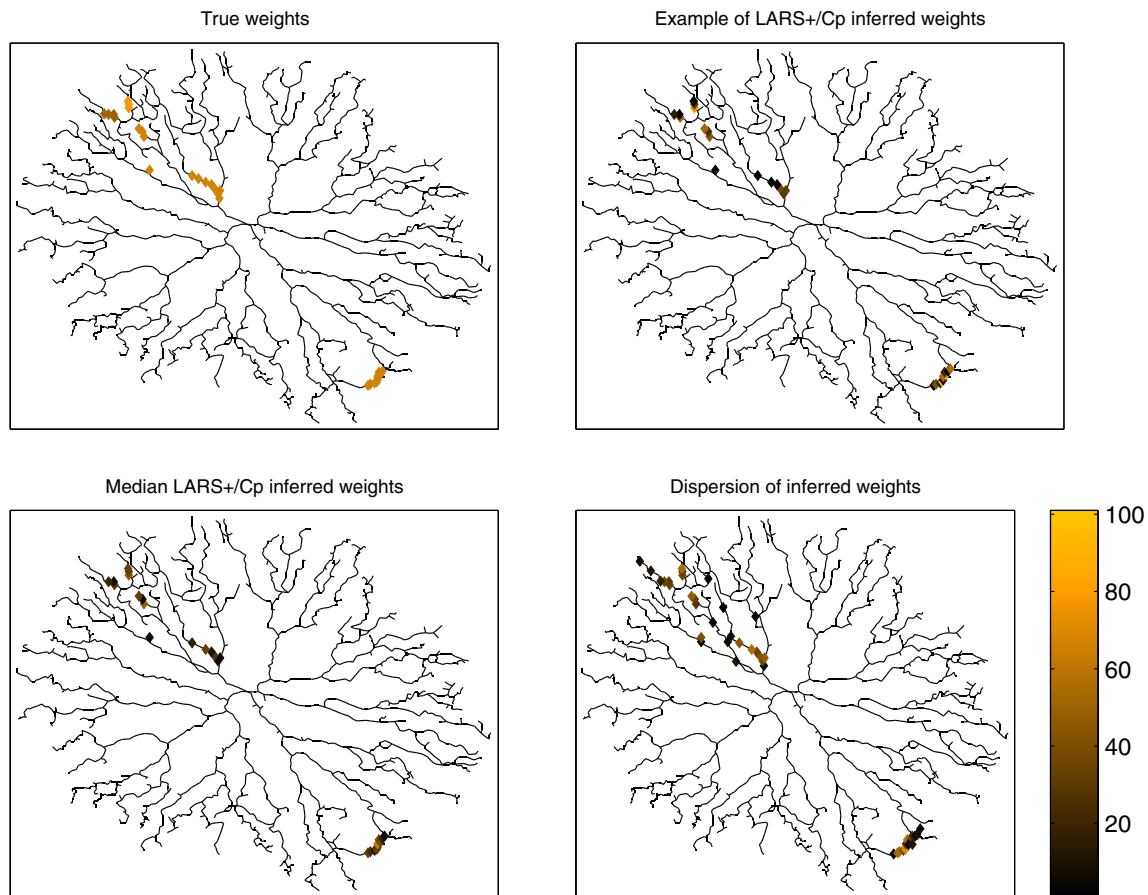 True weights
Example of LARS+/Cp inferred weights
Median LARS+/Cp inferred weights
Dispersion of inferred weights
100
80
60
40
20